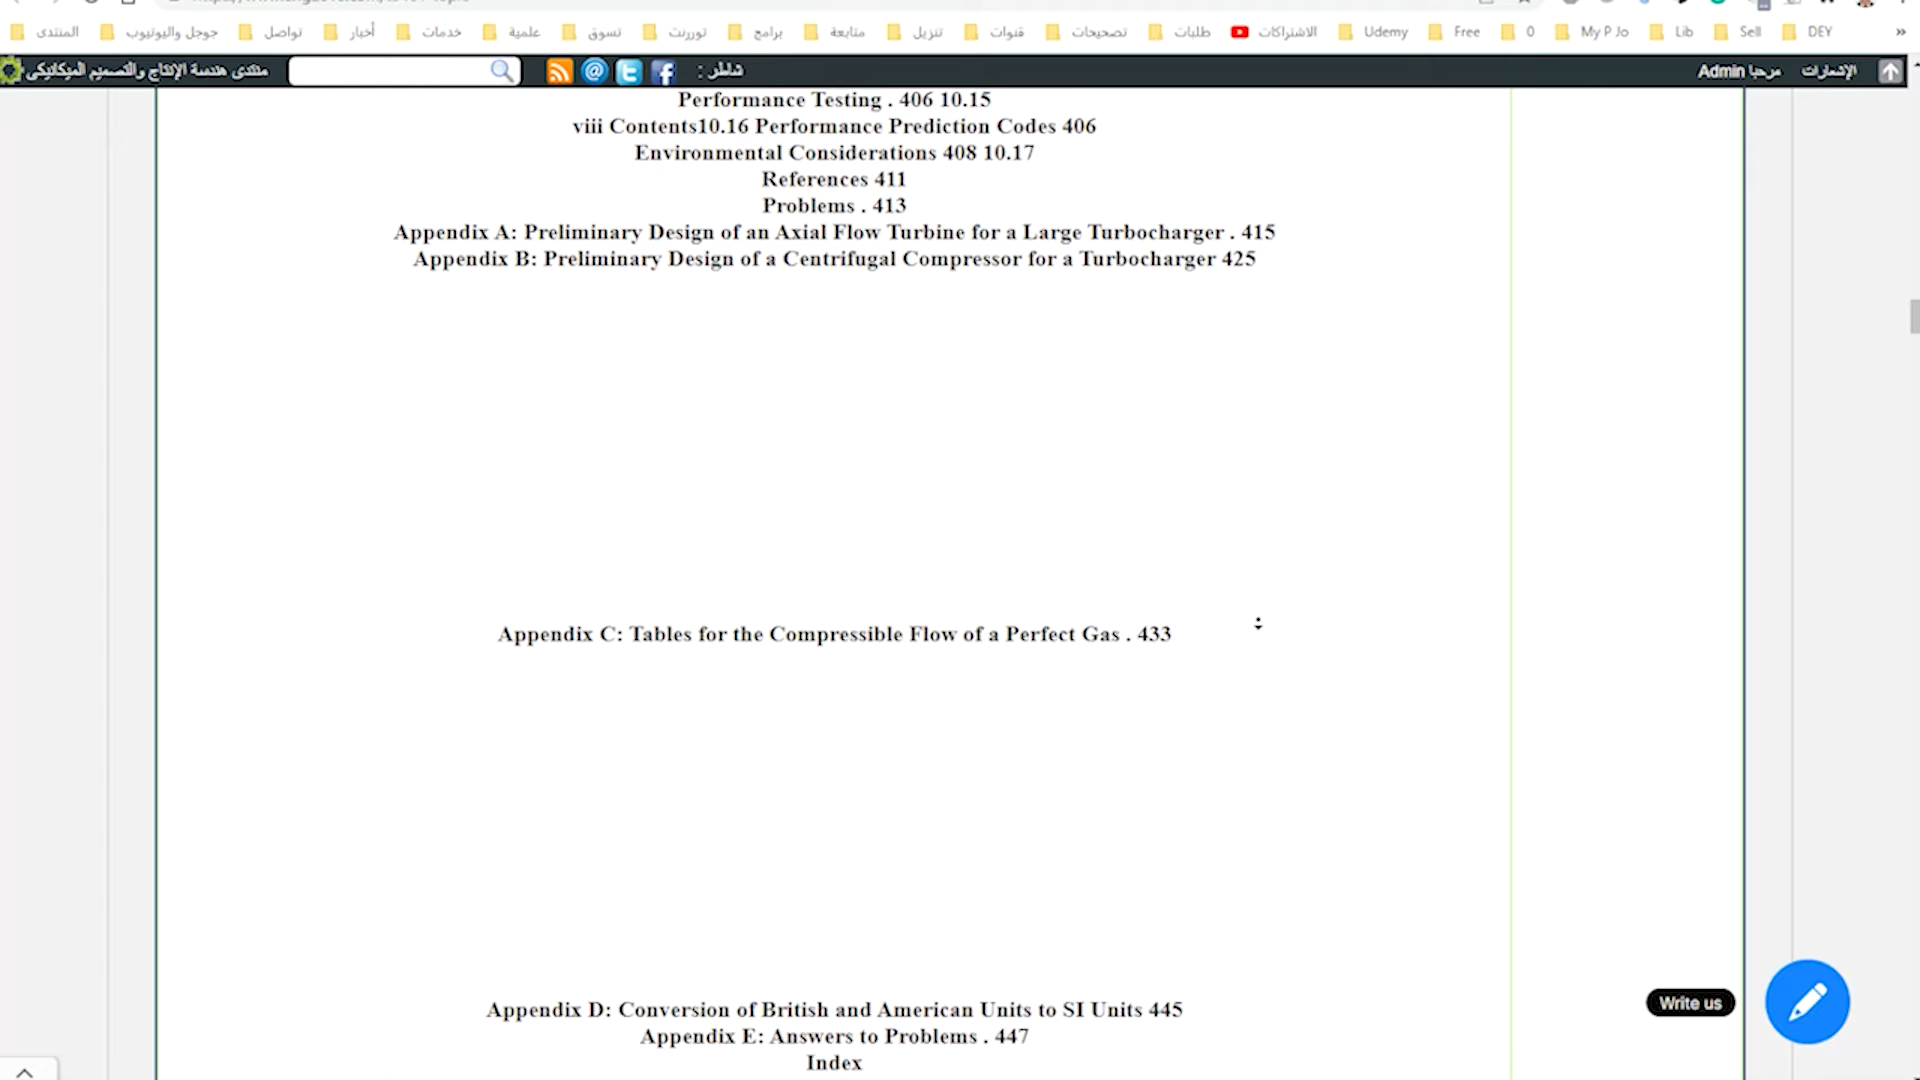 المنتدى جوجل واليوتيوب تواصل أخبار خدمات علمية تسوق توررنت برامج متابعة تنزيل قنوات تصحيحات طلبات الاشتراكات Udemy Free 0 My P Jo Lib Sell DEY »
منتدى هندسة الإنتاج والتصميم الميكانيكى
شاطر :
مرحبا Admin
الإشعارات
Performance Testing . 406 10.15
viii Contents10.16 Performance Prediction Codes 406
Environmental Considerations 408 10.17
References 411
Problems . 413
Appendix A: Preliminary Design of an Axial Flow Turbine for a Large Turbocharger . 415
Appendix B: Preliminary Design of a Centrifugal Compressor for a Turbocharger 425
Appendix C: Tables for the Compressible Flow of a Perfect Gas . 433
Appendix D: Conversion of British and American Units to SI Units 445
Appendix E: Answers to Problems . 447
Index
Write us